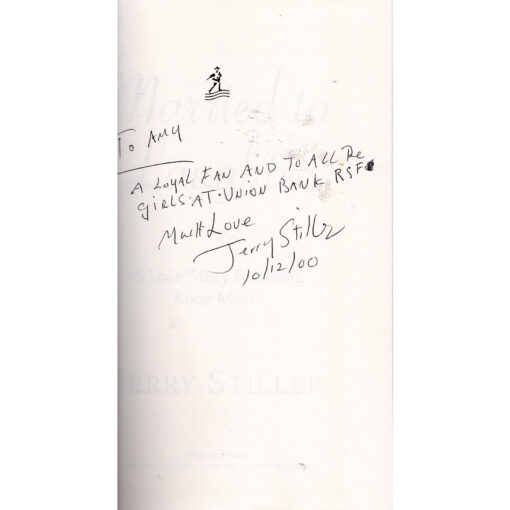 To AMY
A LOYAL FAN AND TO ALL THE
GIRLS·AT·UNION BANK RSF
Much Love
Jerry Stiller
10/12/00
Married to
A Love Story
Anne Meara
JERRY STILLER